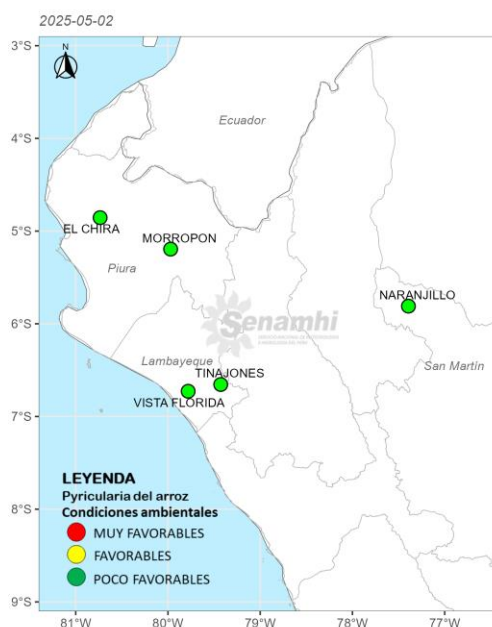 2025-05-02
3°S
N
Ecuador
4°S
EL CHIRA
5°S
MORROPON
Piura
NARANJILLO
6°S
Senamhi
Lambayeque
San Martín
TINAJONES
VISTA FLORIDA
7°S
LEYENDA
Pyricularia del arroz
Condiciones ambientales
8°S
MUY FAVORABLES
FAVORABLES
POCO FAVORABLES
9°S
81°W 80°W 79°W 78°W 77°W